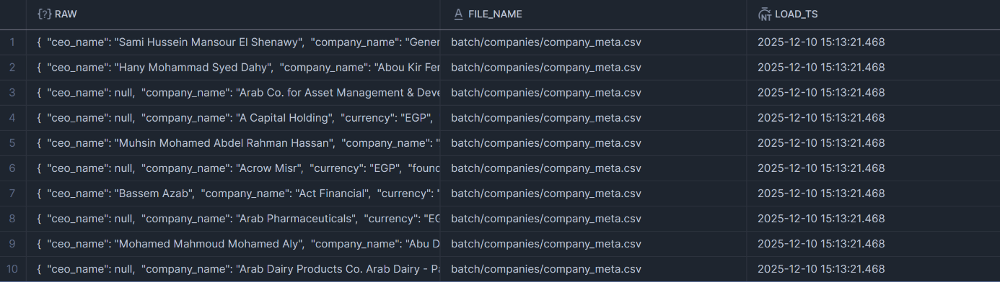 {?} RAW A FILE_NAME NT LOAD_TS
1 { "ceo_name": "Sami Hussein Mansour El Shenawy", "company_name": "Gener batch/companies/company_meta.csv 2025-12-10 15:13:21.468
2 { "ceo_name": "Hany Mohammad Syed Dahy", "company_name": "Abou Kir Fer batch/companies/company_meta.csv 2025-12-10 15:13:21.468
3 { "ceo_name": null, "company_name": "Arab Co. for Asset Management & Deve batch/companies/company_meta.csv 2025-12-10 15:13:21.468
4 { "ceo_name": null, "company_name": "A Capital Holding", "currency": "EGP", batch/companies/company_meta.csv 2025-12-10 15:13:21.468
5 { "ceo_name": "Muhsin Mohamed Abdel Rahman Hassan", "company_name": " batch/companies/company_meta.csv 2025-12-10 15:13:21.468
6 { "ceo_name": null, "company_name": "Acrow Misr", "currency": "EGP", "found batch/companies/company_meta.csv 2025-12-10 15:13:21.468
7 { "ceo_name": "Bassem Azab", "company_name": "Act Financial", "currency": " batch/companies/company_meta.csv 2025-12-10 15:13:21.468
8 { "ceo_name": null, "company_name": "Arab Pharmaceuticals", "currency": "EG batch/companies/company_meta.csv 2025-12-10 15:13:21.468
9 { "ceo_name": "Mohamed Mahmoud Mohamed Aly", "company_name": "Abu D batch/companies/company_meta.csv 2025-12-10 15:13:21.468
10 { "ceo_name": null, "company_name": "Arab Dairy Products Co. Arab Dairy - Pa batch/companies/company_meta.csv 2025-12-10 15:13:21.468